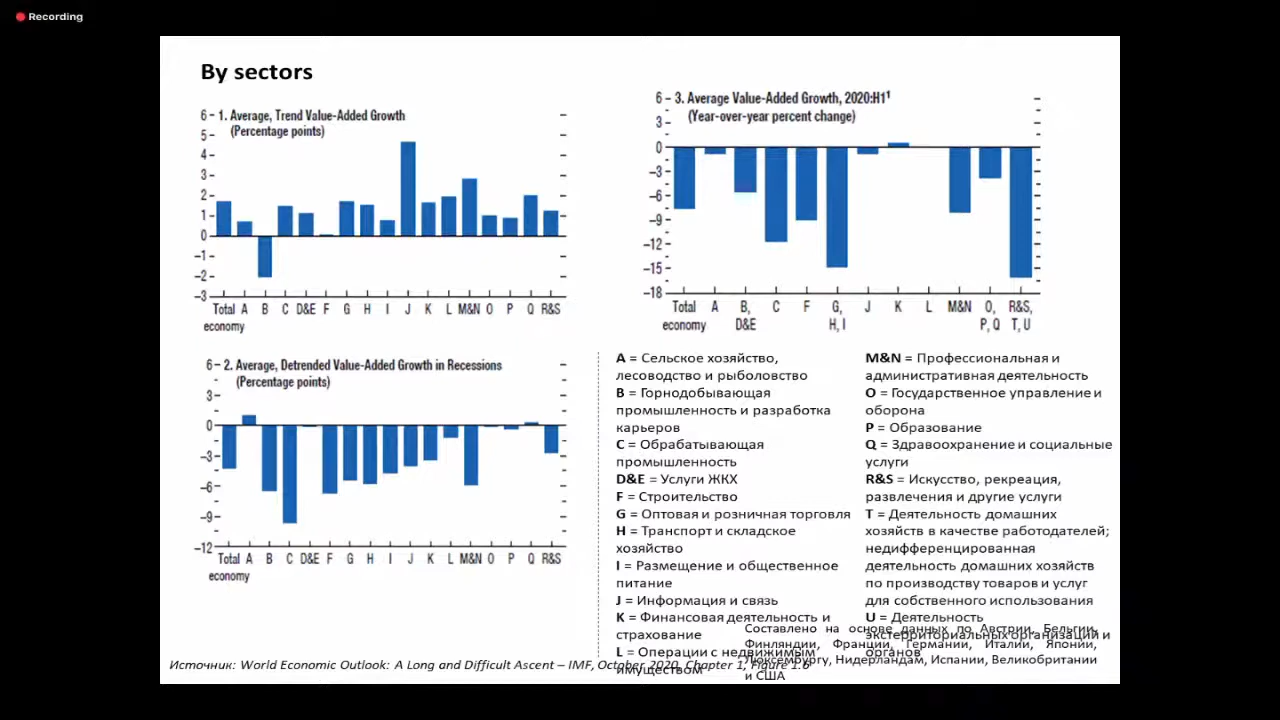 Recording
By sectors
6 – 1. Average, Trend Value-Added Growth
(Percentage points)
5
4
3
2
1
0
–1
–2
–3
Total A B C D&E F G H I J K L M&N O P Q R&S
economy
6 – 2. Average, Detrended Value-Added Growth in Recessions
(Percentage points)
3
0
–3
–6
–9
–12
Total A B C D&E F G H I J K L M&N O P Q R&S
economy
6 – 3. Average Value-Added Growth, 2020:H1¹
(Year-over-year percent change)
3
0
–3
–6
–9
–12
–15
–18
Total A B, C F G, J K L M&N O, R&S,
economy D&E H, I P, Q T, U
A = Сельское хозяйство,
лесоводство и рыболовство
B = Горнодобывающая
промышленность и разработка
карьеров
C = Обрабатывающая
промышленность
D&E = Услуги ЖКХ
F = Строительство
G = Оптовая и розничная торговля
H = Транспорт и складское
хозяйство
I = Размещение и общественное
питание
J = Информация и связь
K = Финансовая деятельность и
страхование
L = Операции с недвижимым
имуществом
M&N = Профессиональная и
административная деятельность
O = Государственное управление и
оборона
P = Образование
Q = Здравоохранение и социальные
услуги
R&S = Искусство, рекреация,
развлечения и другие услуги
T = Деятельность домашних
хозяйств в качестве работодателей;
недифференцированная
деятельность домашних хозяйств
по производству товаров и услуг
для собственного использования
U = Деятельность
экстерриториальных организаций и
органов
Составлено на основе данных по Австрии, Бельгии,
Финляндии, Франции, Германии, Италии, Японии,
Люксембургу, Нидерландам, Испании, Великобритании
и США
Источник: World Economic Outlook: A Long and Difficult Ascent – IMF, October 2020, Chapter 1, Figure 1.6